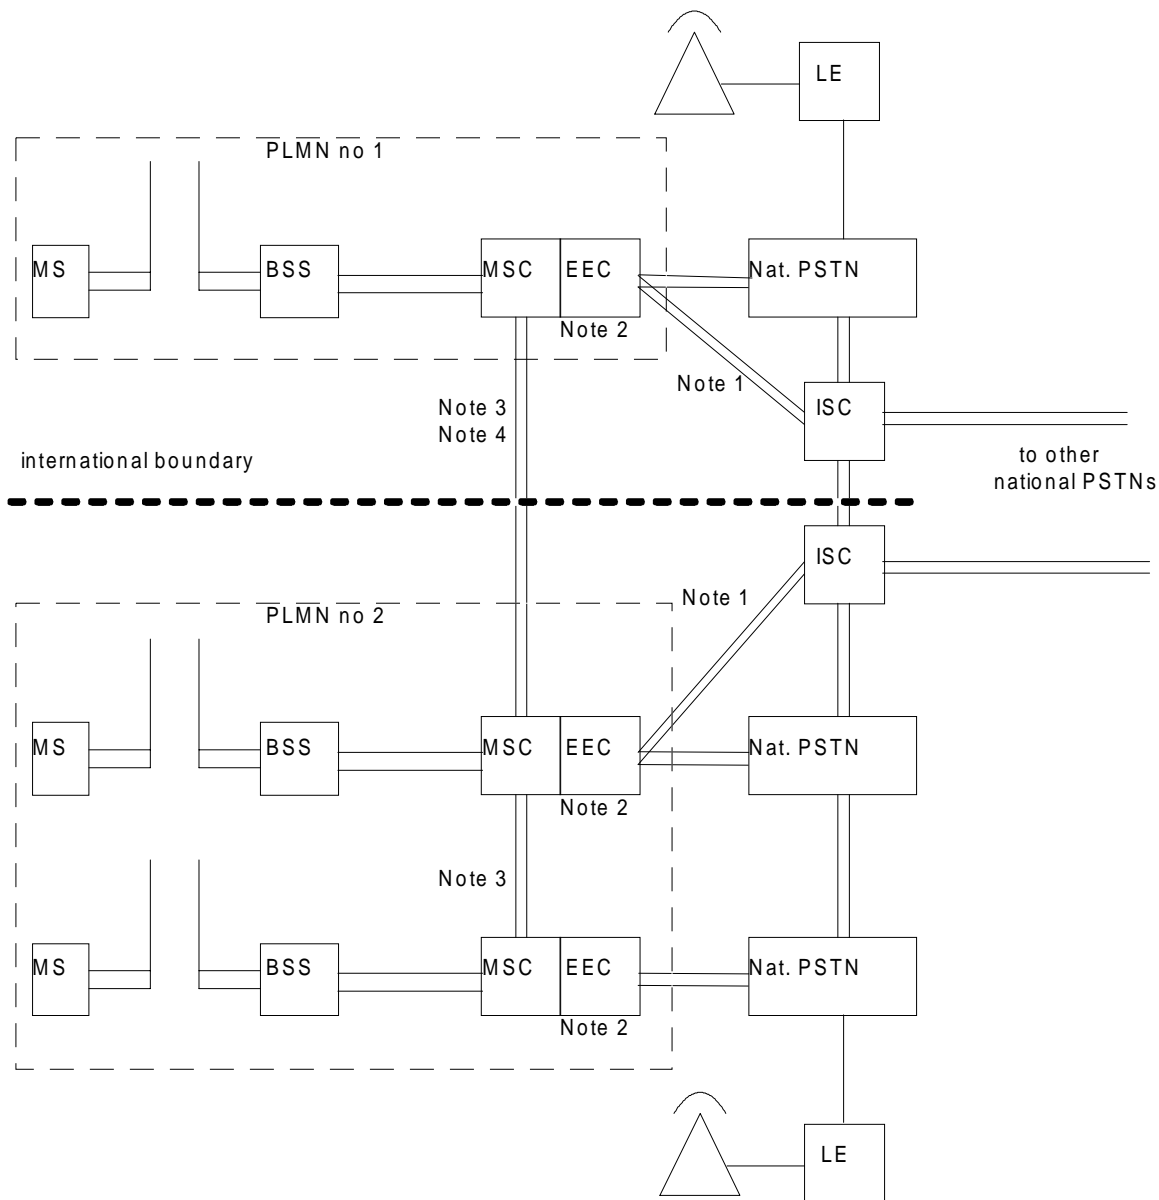 LE
PLMN no 1
MS
BSS
MSC
EEC
Nat. PSTN
Note 2
Note 1
Note 3
Note 4
ISC
international boundary
to other
national PSTNs
ISC
Note 1
PLMN no 2
MS
BSS
MSC
EEC
Nat. PSTN
Note 2
Note 3
MS
BSS
MSC
EEC
Nat. PSTN
Note 2
LE